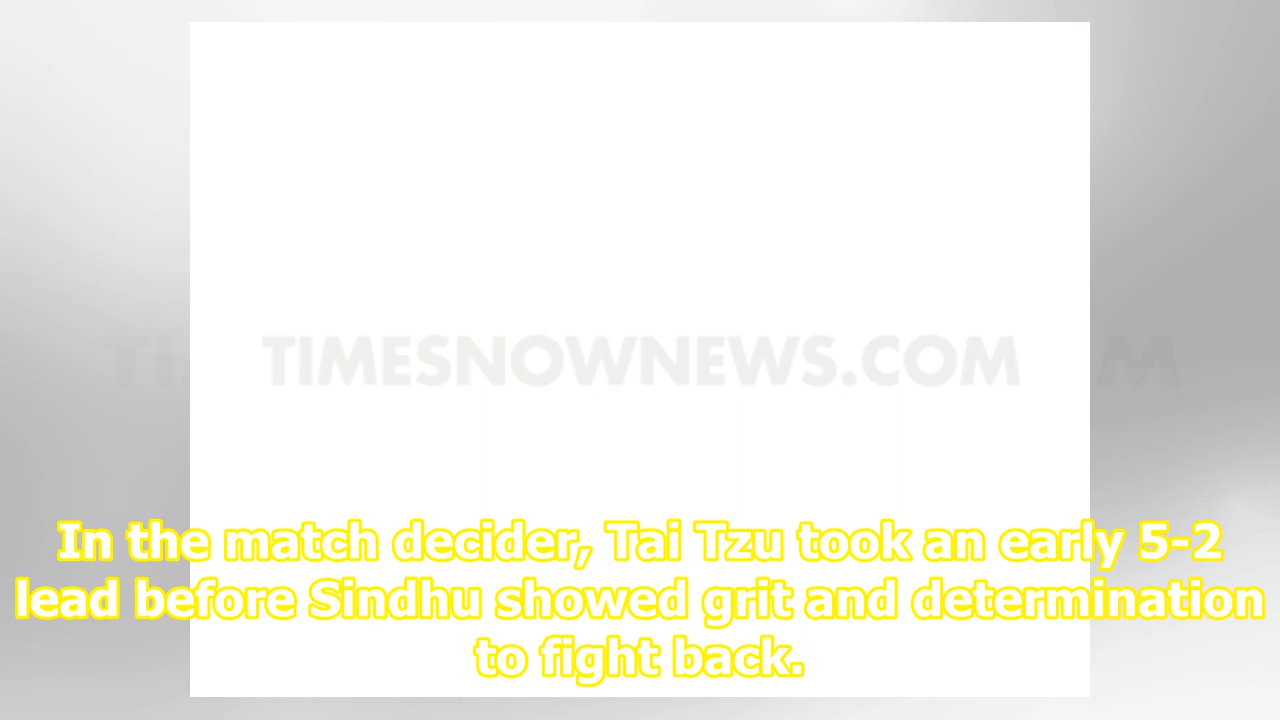 TIMESNOWNEWS.COM
In the match decider, Tai Tzu took an early 5-2
lead before Sindhu showed grit and determination
to fight back.